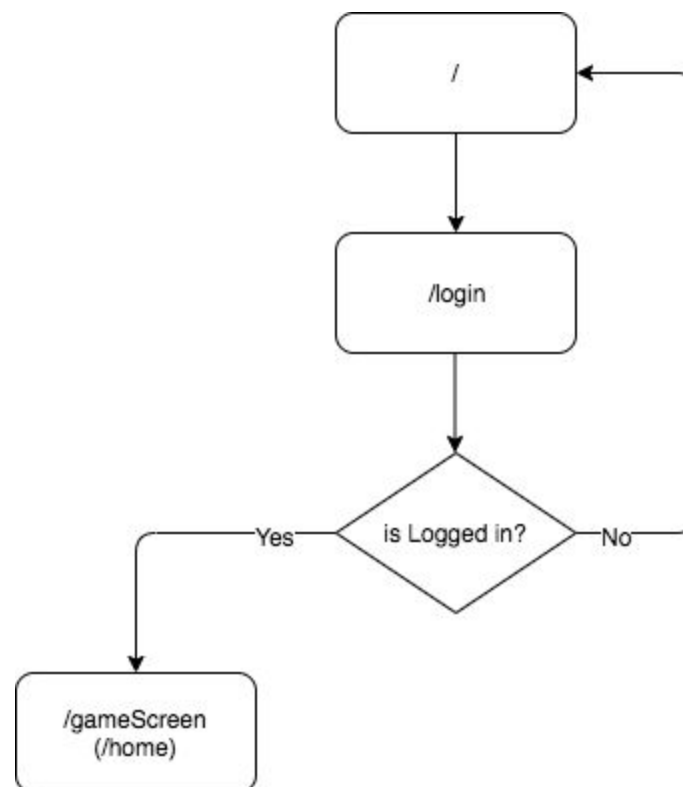 /
/login
is Logged in?
Yes
No
/gameScreen
(/home)